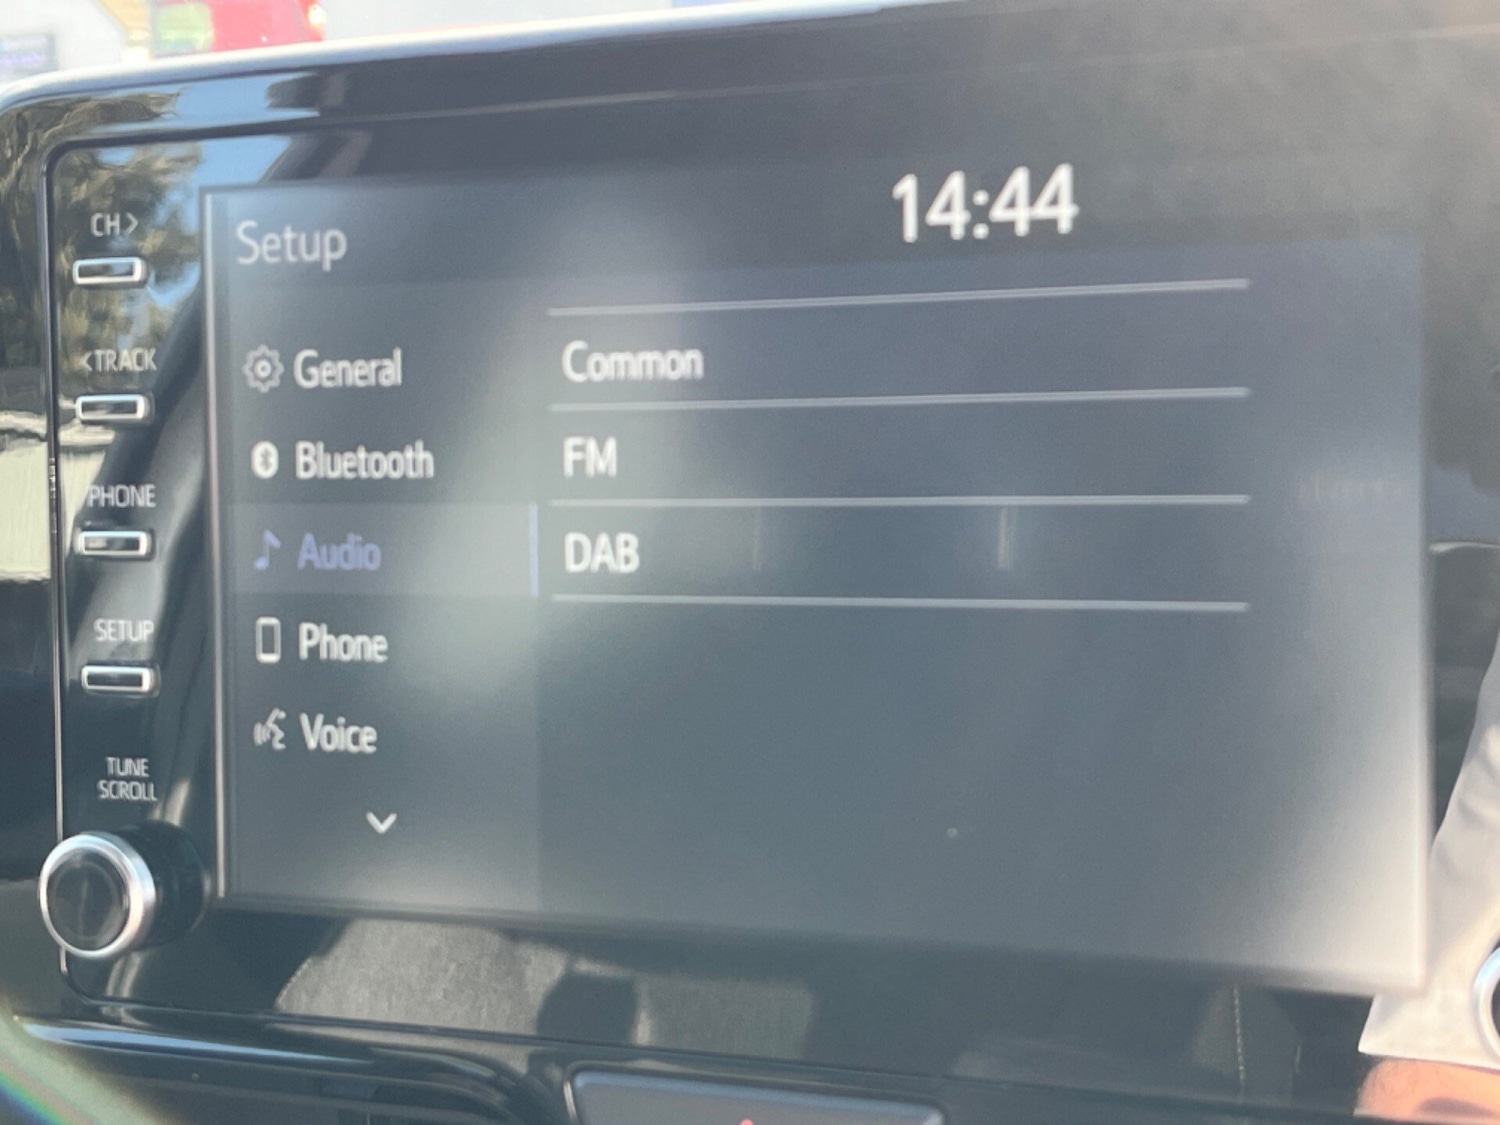 14:44
CH>
Setup
<TRACK
General
Common
Bluetooth
FM
PHONE
Audio
DAB
SETUP
Phone
Voice
TUNE
SCROLL